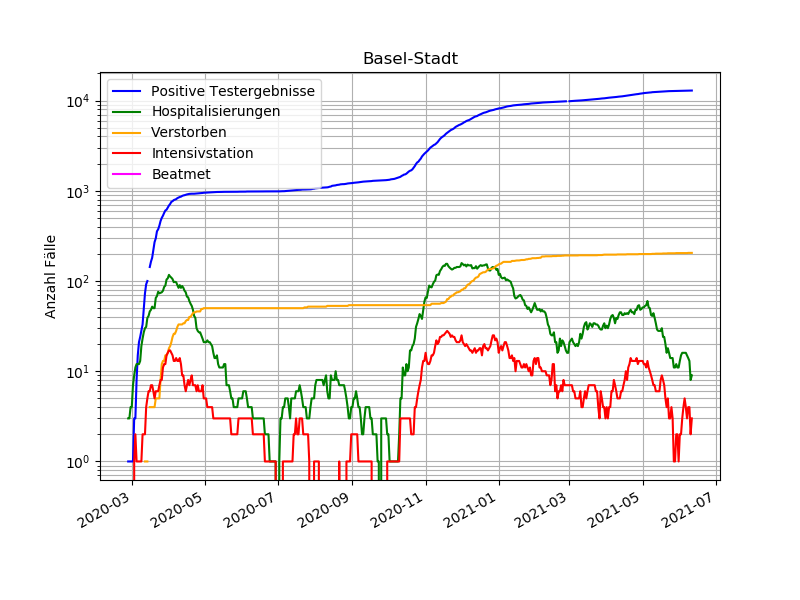 Basel-Stadt
Positive Testergebnisse
Hospitalisierungen
Verstorben
Intensivstation
Beatmet
Anzahl Fälle
10⁴
10³
10²
10¹
10⁰
2020-03
2020-05
2020-07
2020-09
2020-11
2021-01
2021-03
2021-05
2021-07